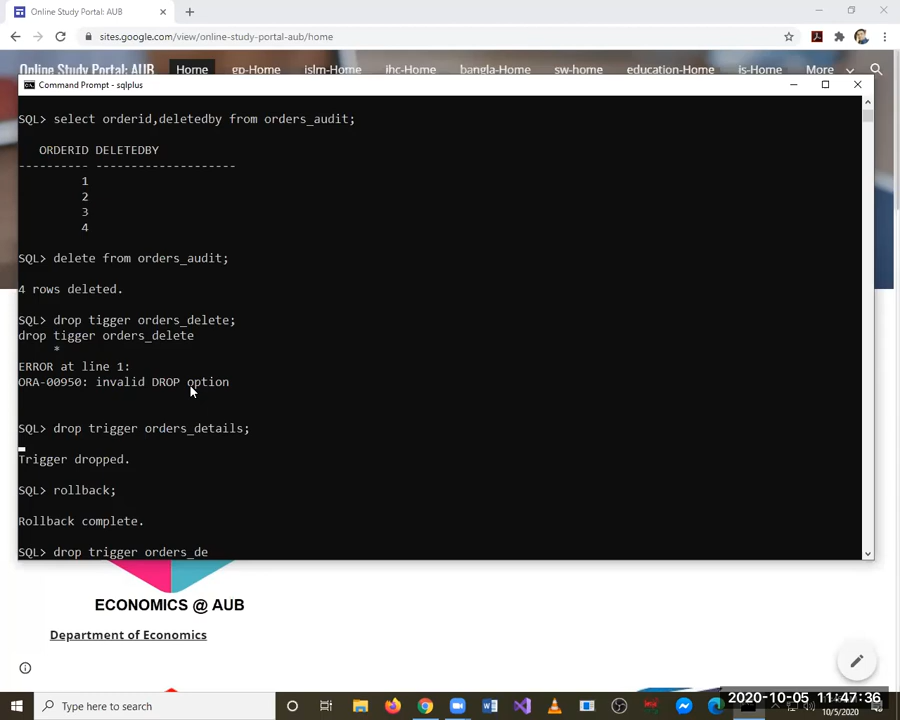 Online Study Portal: AUB
sites.google.com/view/online-study-portal-aub/home
Online Study Portal: AUB Home gp-Home islm-Home ihc-Home bangla-Home sw-home education-Home is-Home More
Command Prompt - sqlplus
SQL> select orderid,deletedby from orders_audit;
ORDERID DELETEDBY
---------- --------------------
1
2
3
4
SQL> delete from orders_audit;
4 rows deleted.
SQL> drop tigger orders_delete;
drop tigger orders_delete
*
ERROR at line 1:
ORA-00950: invalid DROP option
SQL> drop trigger orders_details;
Trigger dropped.
SQL> rollback;
Rollback complete.
SQL> drop trigger orders_de
ECONOMICS @ AUB
Department of Economics
Type here to search
2020-10-05 11:47:36
10/5/2020